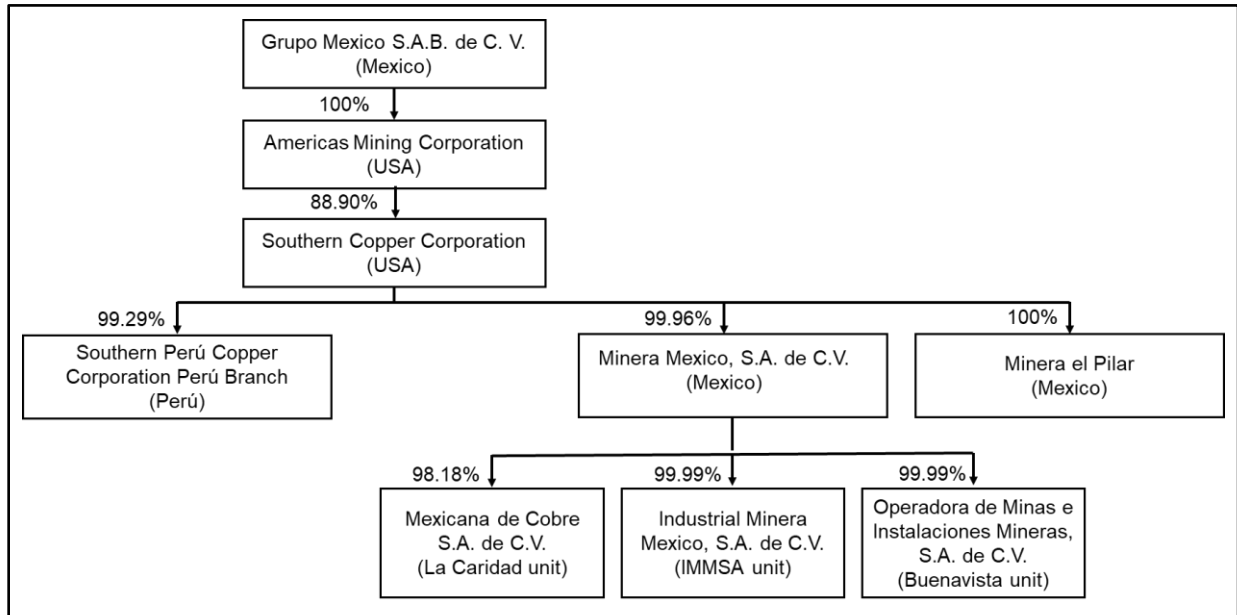 Grupo Mexico S.A.B. de C. V.
(Mexico)
100%
Americas Mining Corporation
(USA)
88.90%
Southern Copper Corporation
(USA)
99.29%
Southern Perú Copper
Corporation Perú Branch
(Perú)
99.96%
Minera Mexico, S.A. de C.V.
(Mexico)
100%
Minera el Pilar
(Mexico)
98.18%
Mexicana de Cobre
S.A. de C.V.
(La Caridad unit)
99.99%
Industrial Minera
Mexico, S.A. de C.V.
(IMMSA unit)
99.99%
Operadora de Minas e
Instalaciones Mineras,
S.A. de C.V.
(Buenavista unit)